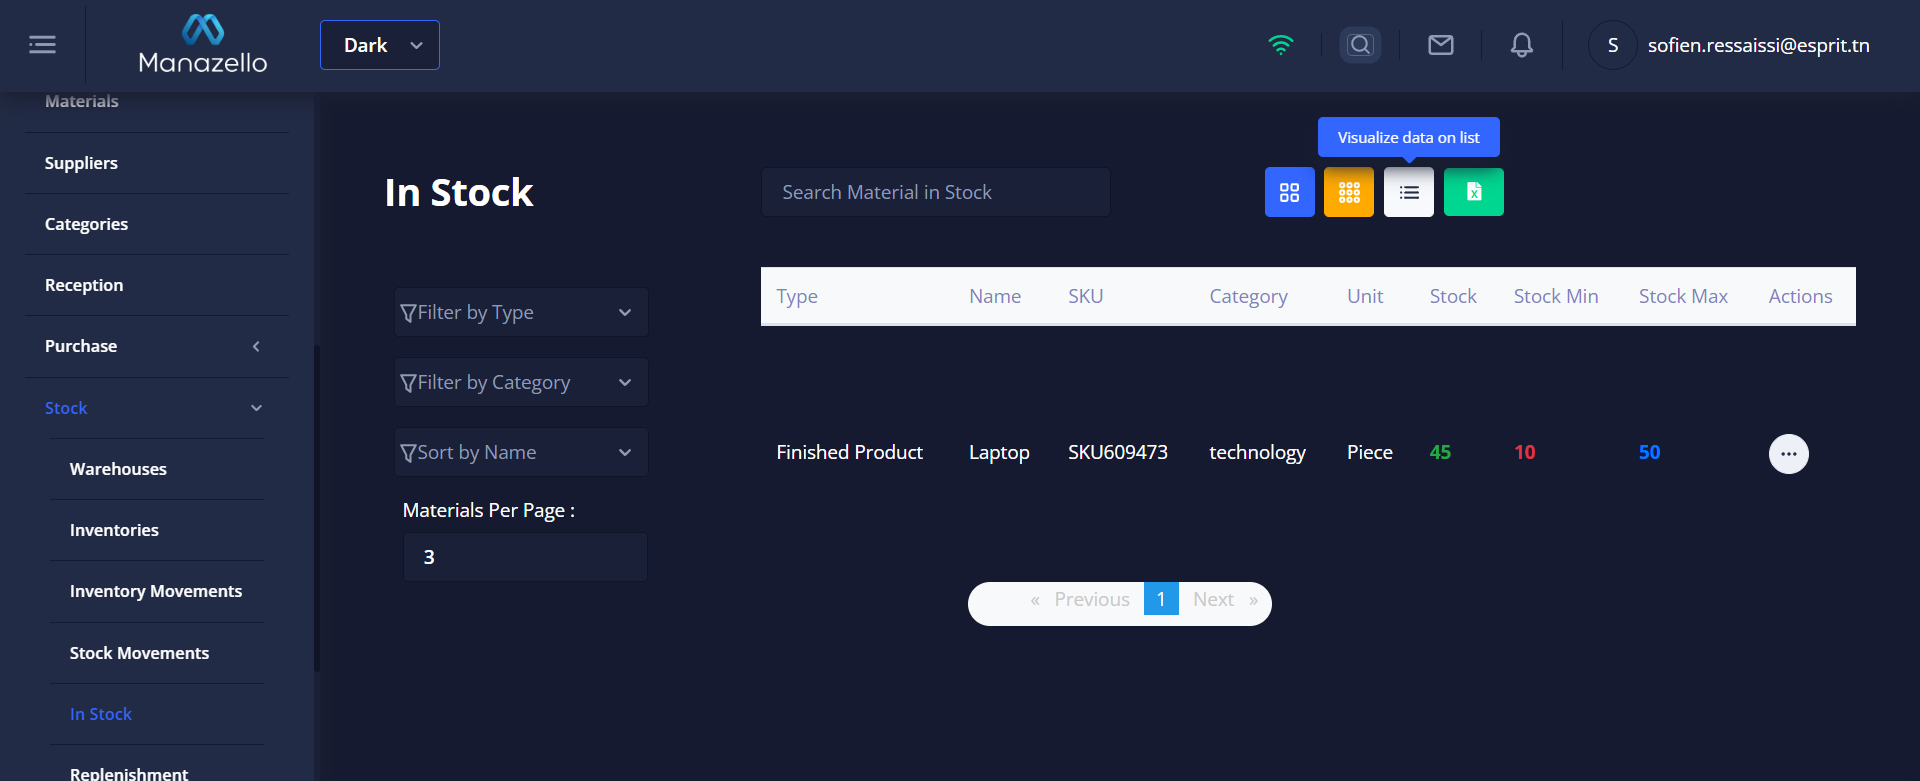 Manazello
Dark
S
sofien.ressaissi@esprit.tn
Materials
Suppliers
Categories
Reception
Purchase
Stock
Warehouses
Inventories
Inventory Movements
Stock Movements
In Stock
Replenishment
In Stock
Search Material in Stock
Visualize data on list
Filter by Type
Filter by Category
Sort by Name
Materials Per Page :
3
Type Name SKU Category Unit Stock Stock Min Stock Max Actions
Finished Product Laptop SKU609473 technology Piece 45 10 50
« Previous 1 Next »